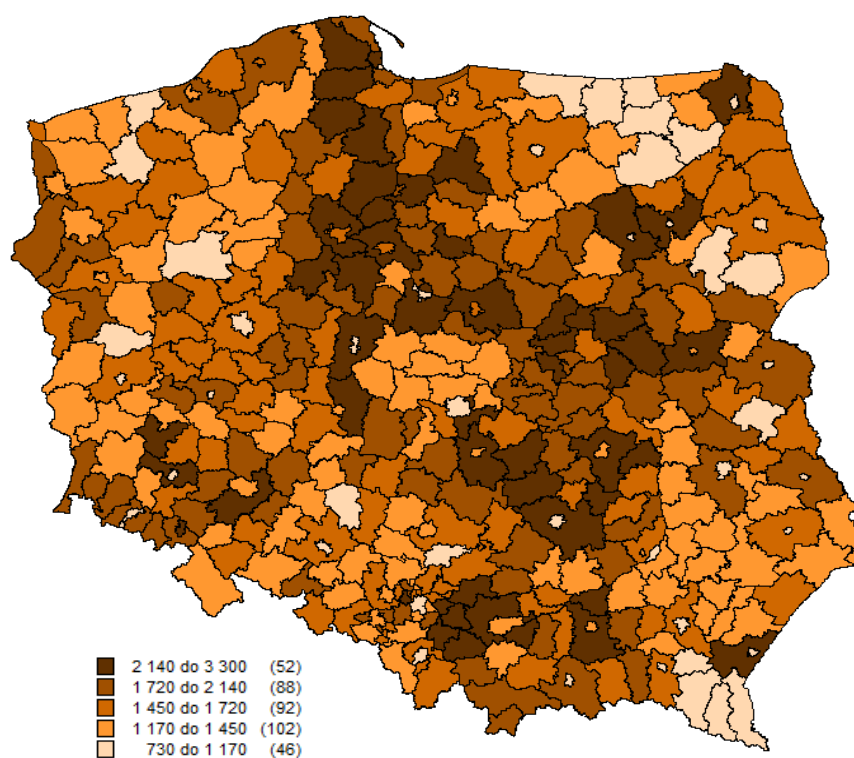 2 140 do 3 300 (52)
1 720 do 2 140 (88)
1 450 do 1 720 (92)
1 170 do 1 450 (102)
730 do 1 170 (46)